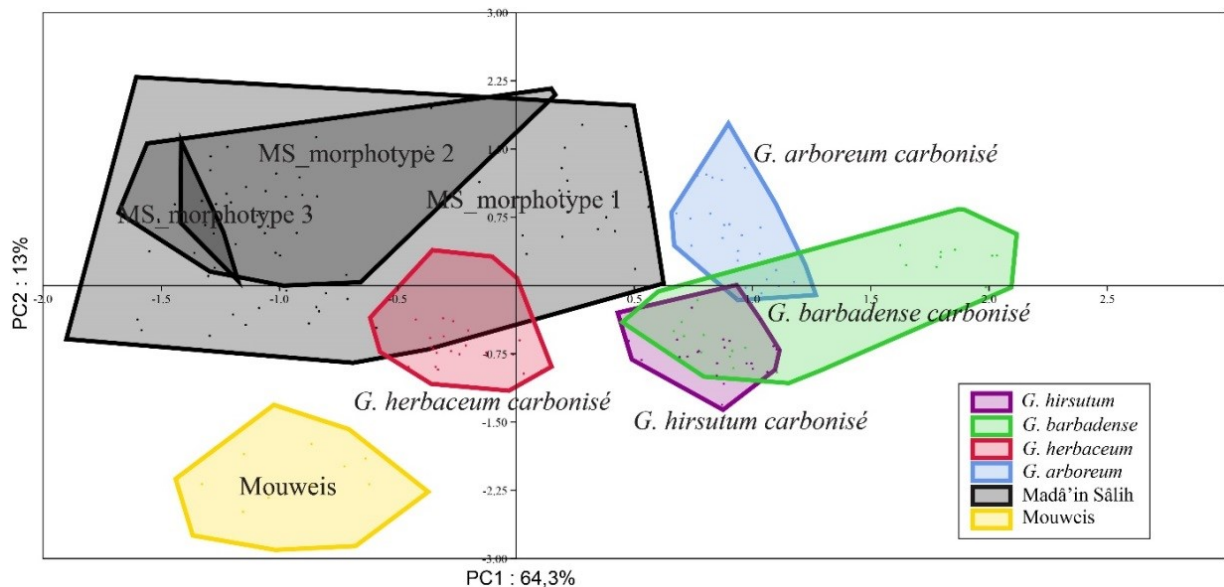 3.00
2.25
MS_morphotype 2
1.50
G. arboreum carbonisé
MS_morphotype 3
MS_morphotype 1
0.75
PC2 : 13%
-2.0
-1.5
-1.0
-0.5
0.5
1.0
1.5
2.0
2.5
G. barbadense carbonisé
-0.75
G. herbaceum carbonisé
G. hirsutum carbonisé
-1.50
Mouweis
-2.25
-3.00
PC1 : 64,3%
G. hirsutum
G. barbadense
G. herbaceum
G. arboreum
Madâ’in Sâlih
Mouweis